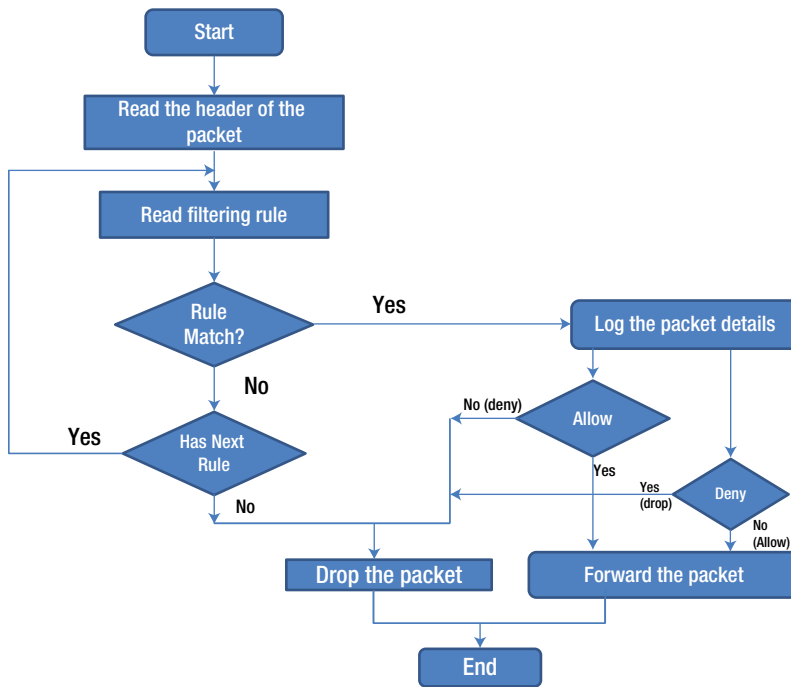 Start
Read the header of the
packet
Read filtering rule
Rule
Match?
Yes
Log the packet details
No
No (deny)
Allow
Yes
Has Next
Rule
Yes
Yes
(drop)
Deny
No
No
(Allow)
Drop the packet
Forward the packet
End